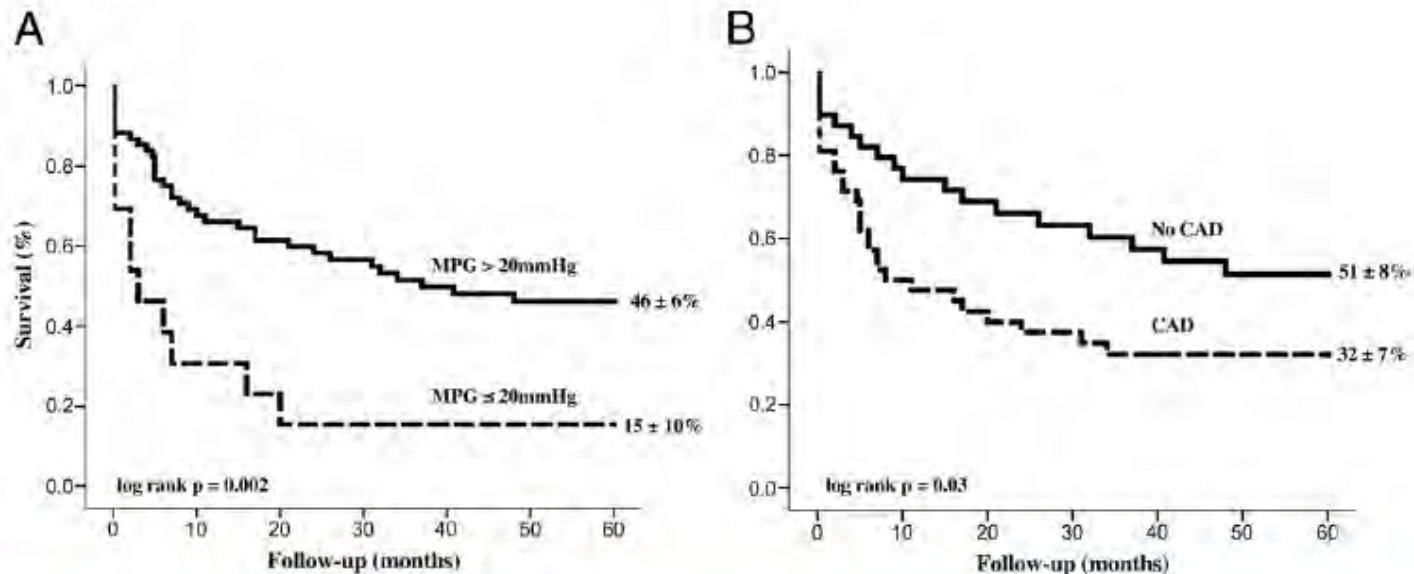 A
B
Survival (%)
1.0
0.8
0.6
0.4
0.2
0.0
MPG > 20mmHg
46 ± 6%
MPG ≤ 20mmHg
15 ± 10%
log rank p = 0.002
0 10 20 30 40 50 60
Follow-up (months)
1.0
0.8
0.6
0.4
0.2
0.0
No CAD
51 ± 8%
CAD
32 ± 7%
log rank p = 0.03
0 10 20 30 40 50 60
Follow-up (months)